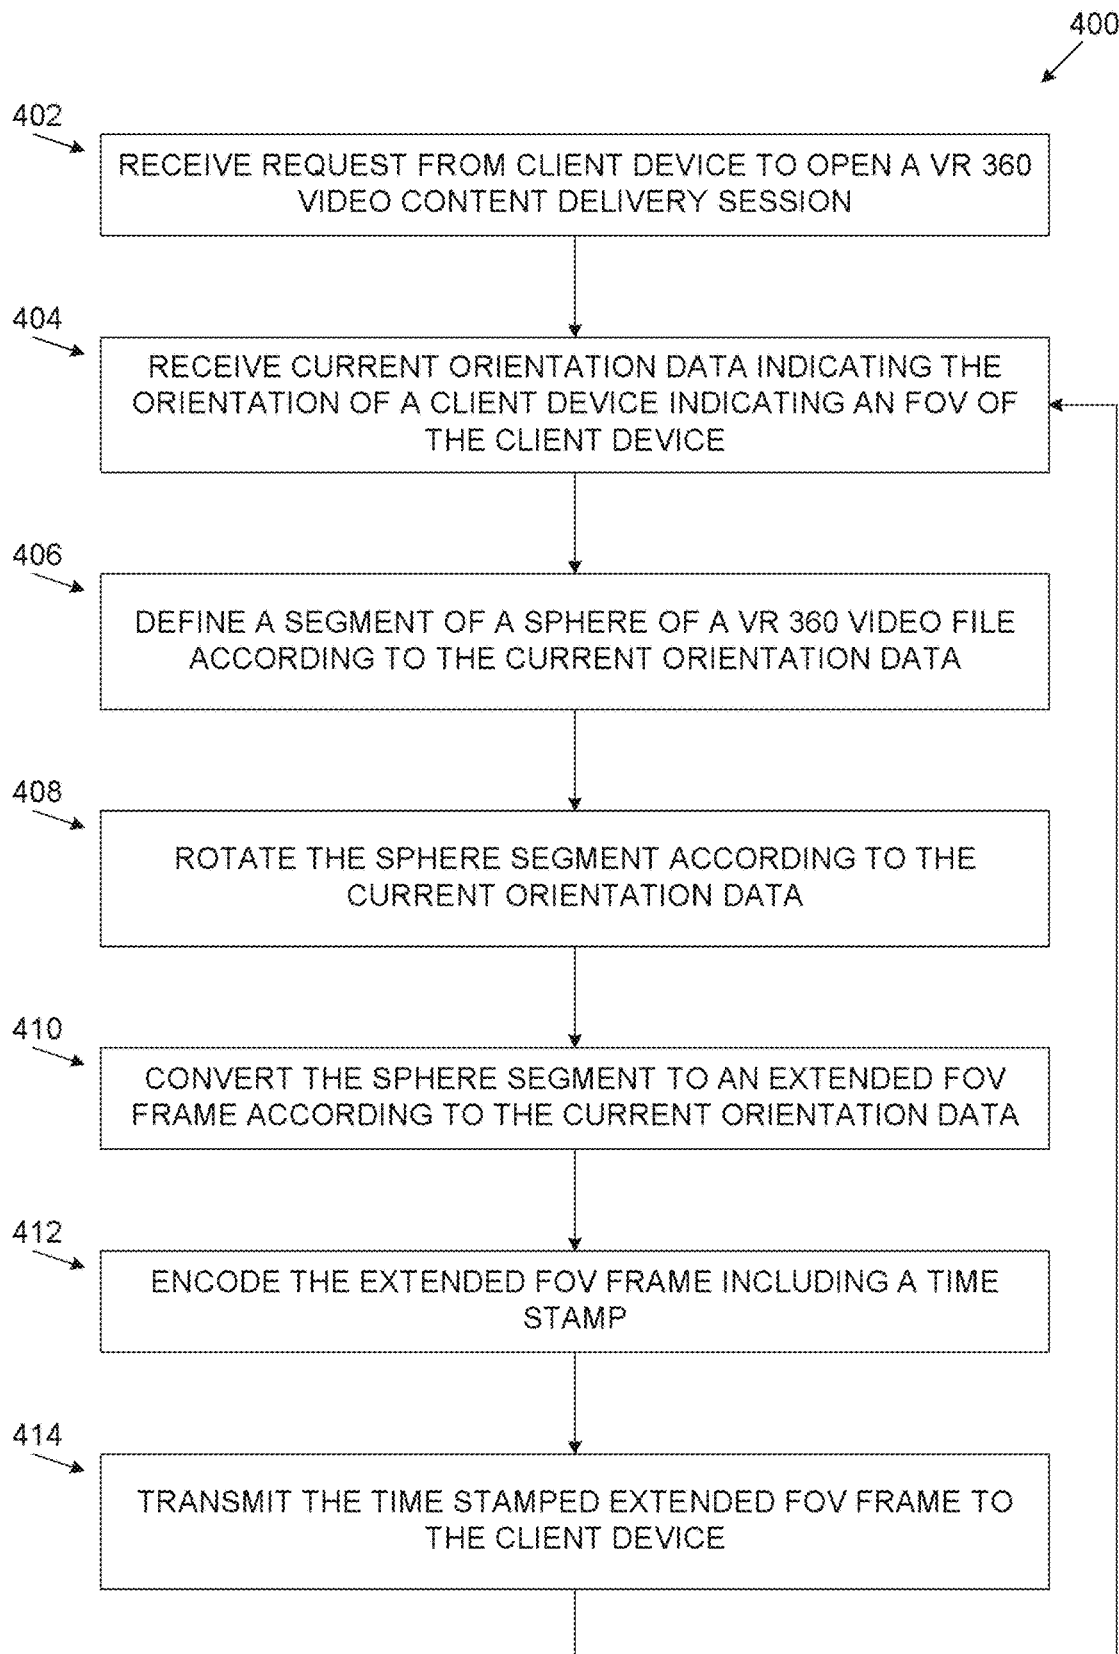 400
402
RECEIVE REQUEST FROM CLIENT DEVICE TO OPEN A VR 360
VIDEO CONTENT DELIVERY SESSION
404
RECEIVE CURRENT ORIENTATION DATA INDICATING THE
ORIENTATION OF A CLIENT DEVICE INDICATING AN FOV OF
THE CLIENT DEVICE
406
DEFINE A SEGMENT OF A SPHERE OF A VR 360 VIDEO FILE
ACCORDING TO THE CURRENT ORIENTATION DATA
408
ROTATE THE SPHERE SEGMENT ACCORDING TO THE
CURRENT ORIENTATION DATA
410
CONVERT THE SPHERE SEGMENT TO AN EXTENDED FOV
FRAME ACCORDING TO THE CURRENT ORIENTATION DATA
412
ENCODE THE EXTENDED FOV FRAME INCLUDING A TIME
STAMP
414
TRANSMIT THE TIME STAMPED EXTENDED FOV FRAME TO
THE CLIENT DEVICE